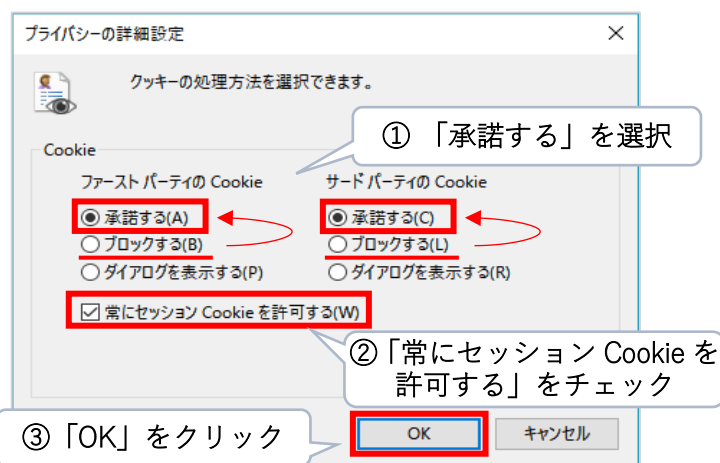 プライバシーの詳細設定
クッキーの処理方法を選択できます。
① 「承諾する」を選択
Cookie
ファースト パーティの Cookie
サード パーティの Cookie
承諾する(A)
承諾する(C)
ブロックする(B)
ブロックする(L)
ダイアログを表示する(P)
ダイアログを表示する(R)
常にセッション Cookie を許可する(W)
②「常にセッション Cookie を
許可する」をチェック
③「OK」をクリック
OK
キャンセル